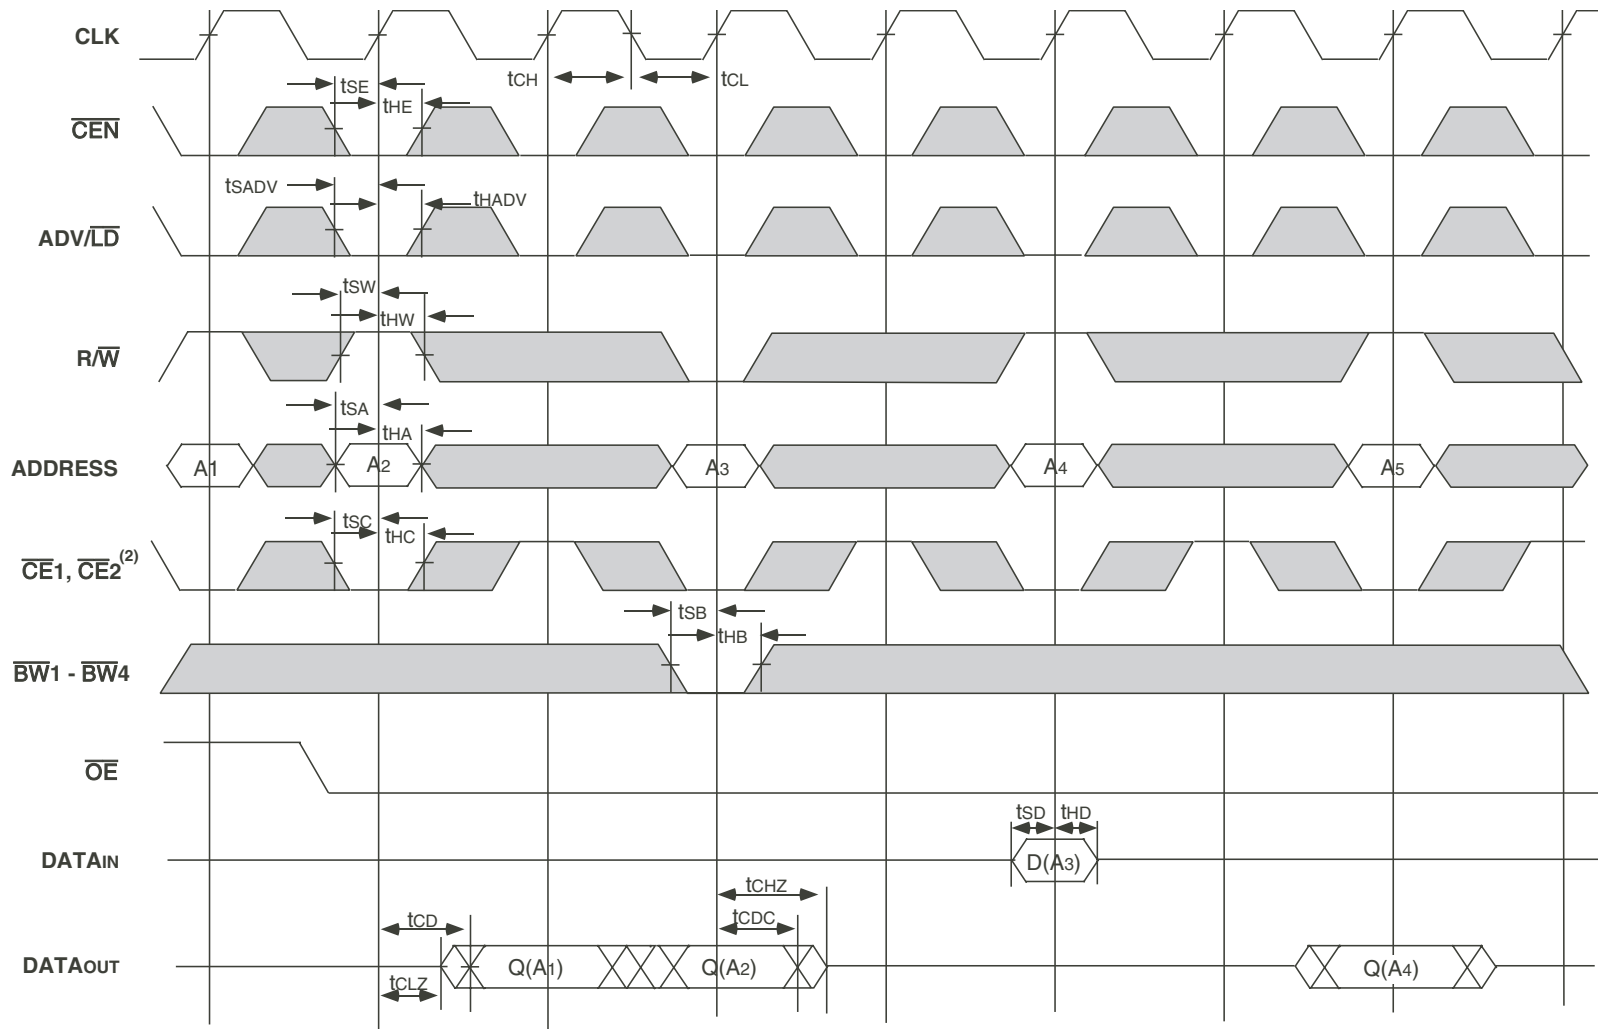 CLK
tCH
tCL
tSE
tHE
CEN
tSADV
tHADV
ADV/LD
tSW
tHW
R/W
tSA
tHA
ADDRESS
A1
A2
A3
A4
A5
tSC
tHC
CE1, CE2(2)
tSB
tHB
BW1 - BW4
OE
tSD
tHD
DATAIN
D(A3)
tCHZ
tCD
tCDC
DATAOUT
Q(A1)
Q(A2)
Q(A4)
tCLZ